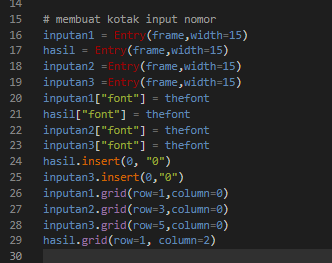 14
15 # membuat kotak input nomor
16 inputan1 = Entry(frame,width=15)
17 hasil = Entry(frame,width=15)
18 inputan2 =Entry(frame,width=15)
19 inputan3 =Entry(frame,width=15)
20 inputan1["font"] = thefont
21 hasil["font"] = thefont
22 inputan2["font"] = thefont
23 inputan3["font"] = thefont
24 hasil.insert(0, "0")
25 inputan3.insert(0,"0")
26 inputan1.grid(row=1,column=0)
27 inputan2.grid(row=3,column=0)
28 inputan3.grid(row=5,column=0)
29 hasil.grid(row=1, column=2)
30